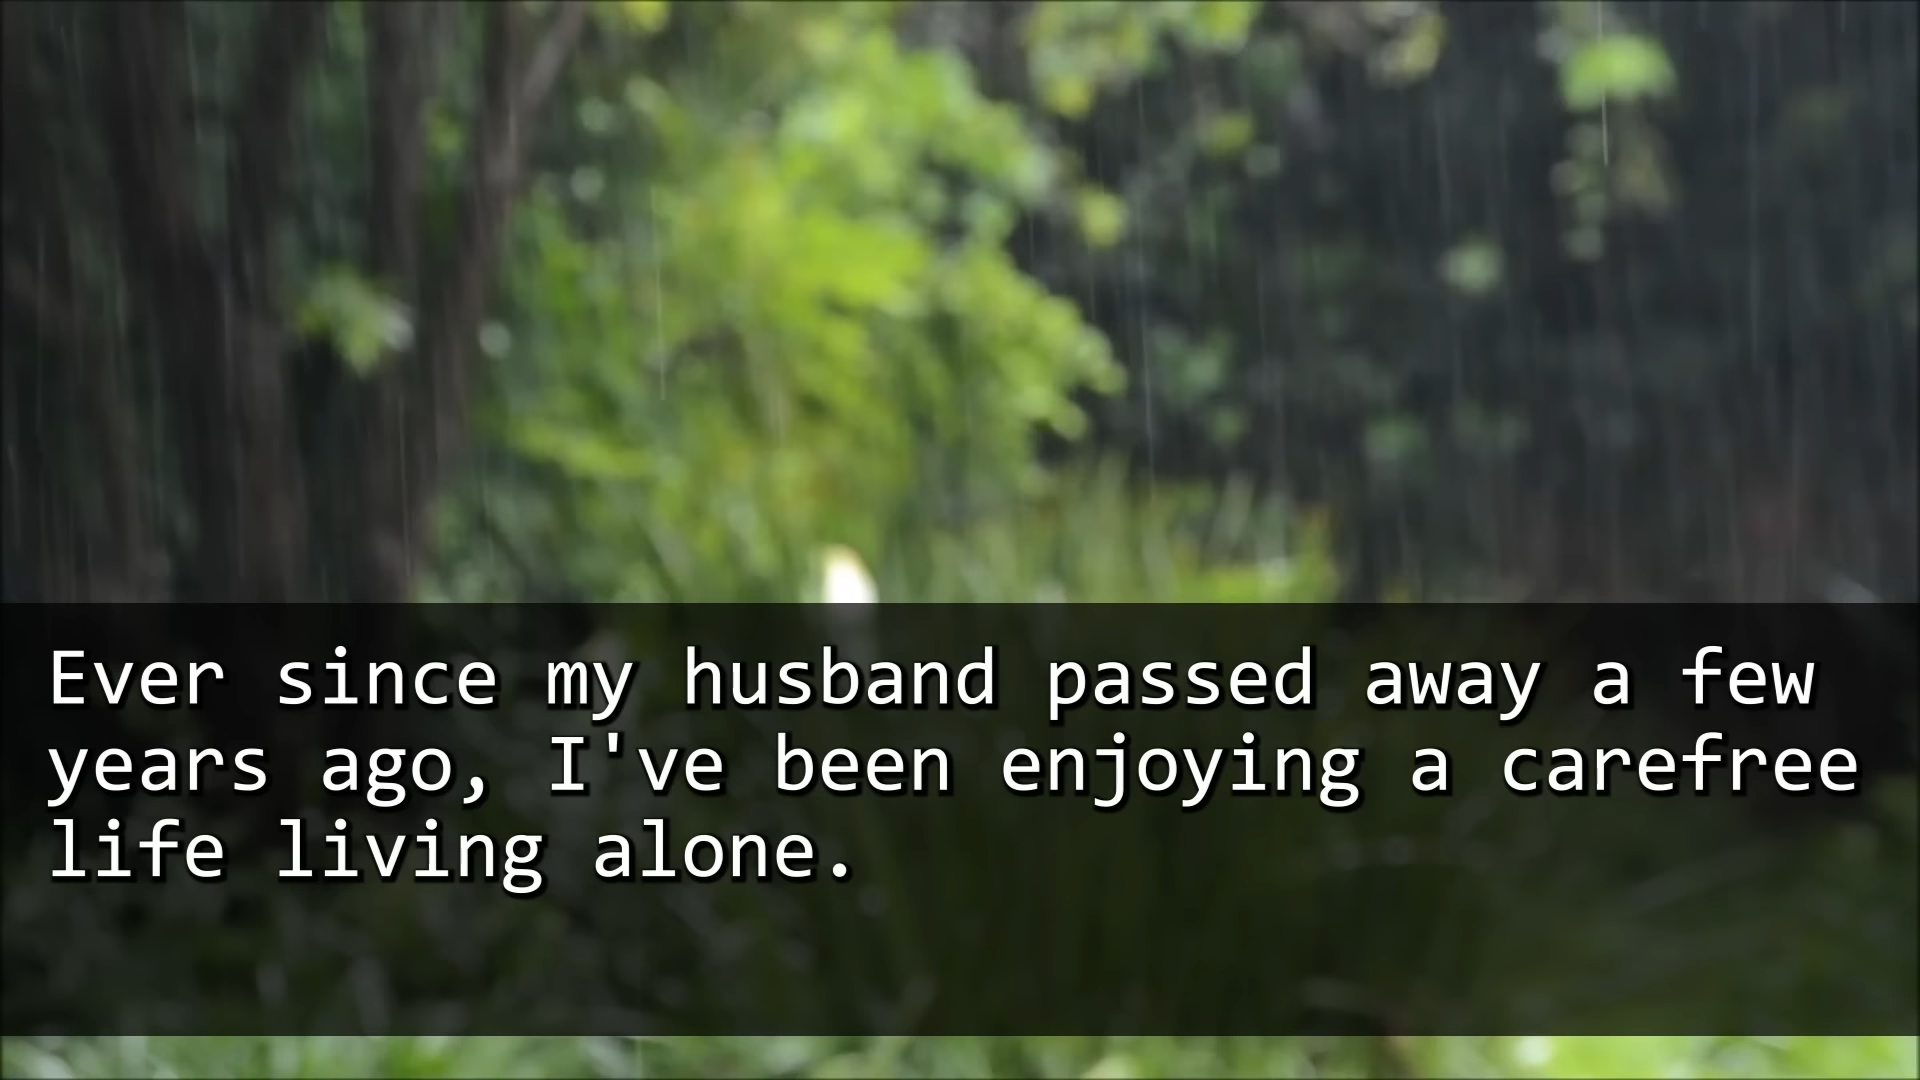 Ever since my husband passed away a few
years ago, I've been enjoying a carefree
life living alone.